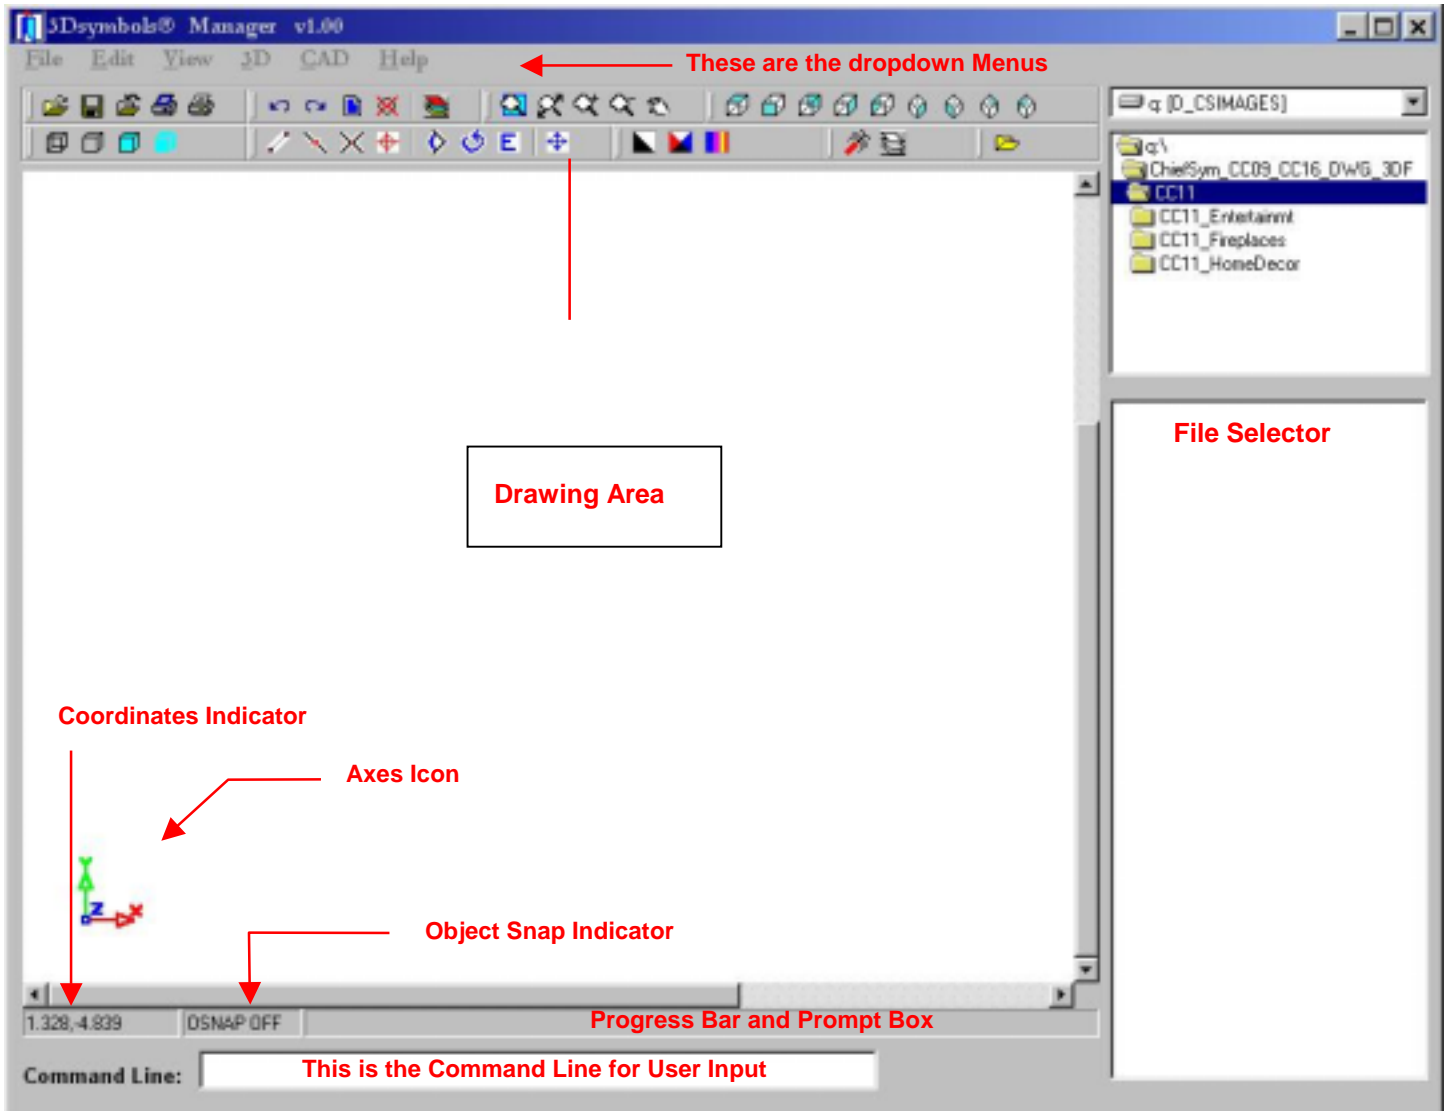 3Dsymbols® Manager v1.00
File Edit View 3D CAD Help
These are the dropdown Menus
q: [D_CSIMAGES]
E
q:\
ChiefSym_CC09_CC16_DWG_3DF
CC11
CC11_Entertainmt
CC11_Fireplaces
CC11_HomeDecor
File Selector
Drawing Area
Coordinates Indicator
Axes Icon
Y
Z X
Object Snap Indicator
1.328,-4.839 OSNAP OFF Progress Bar and Prompt Box
Command Line: This is the Command Line for User Input